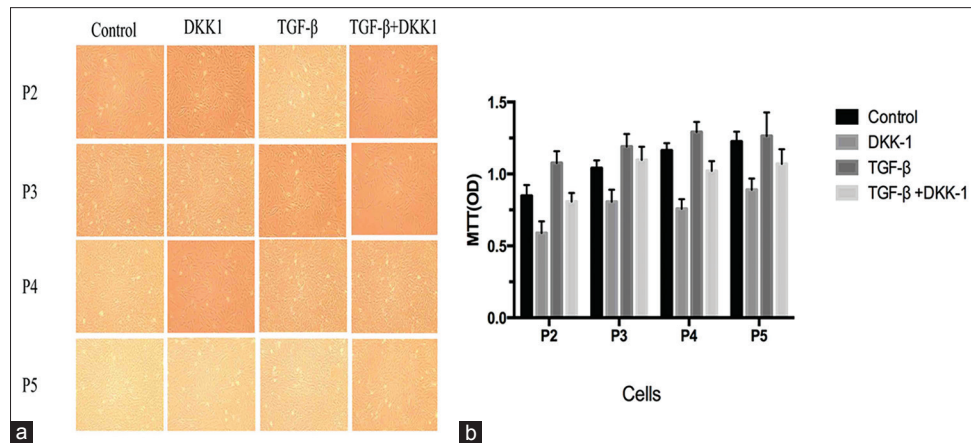 Control DKK1 TGF-β TGF-β+DKK1
P2
P3
P4
P5
a
1.5
1.0
0.5
0.0
MTT(OD)
P2 P3 P4 P5
Cells
Control
DKK-1
TGF-β
TGF-β +DKK-1
b